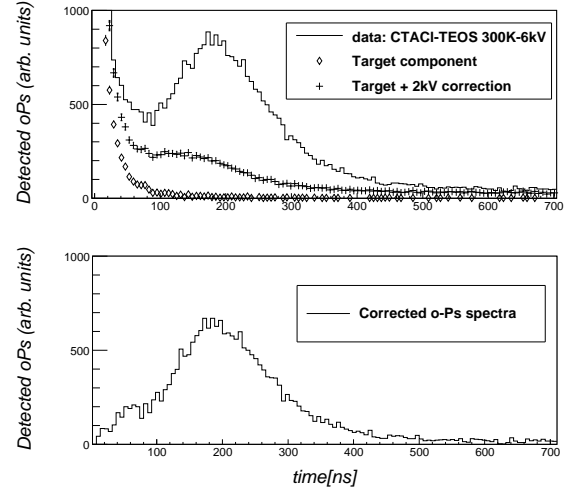 Detected oPs (arb. units)
1000
500
0
data: CTACl-TEOS 300K-6kV
Target component
Target + 2kV correction
0 100 200 300 400 500 600 700
Detected oPs (arb. units)
1000
500
0
Corrected o-Ps spectra
100 200 300 400 500 600 700
time[ns]